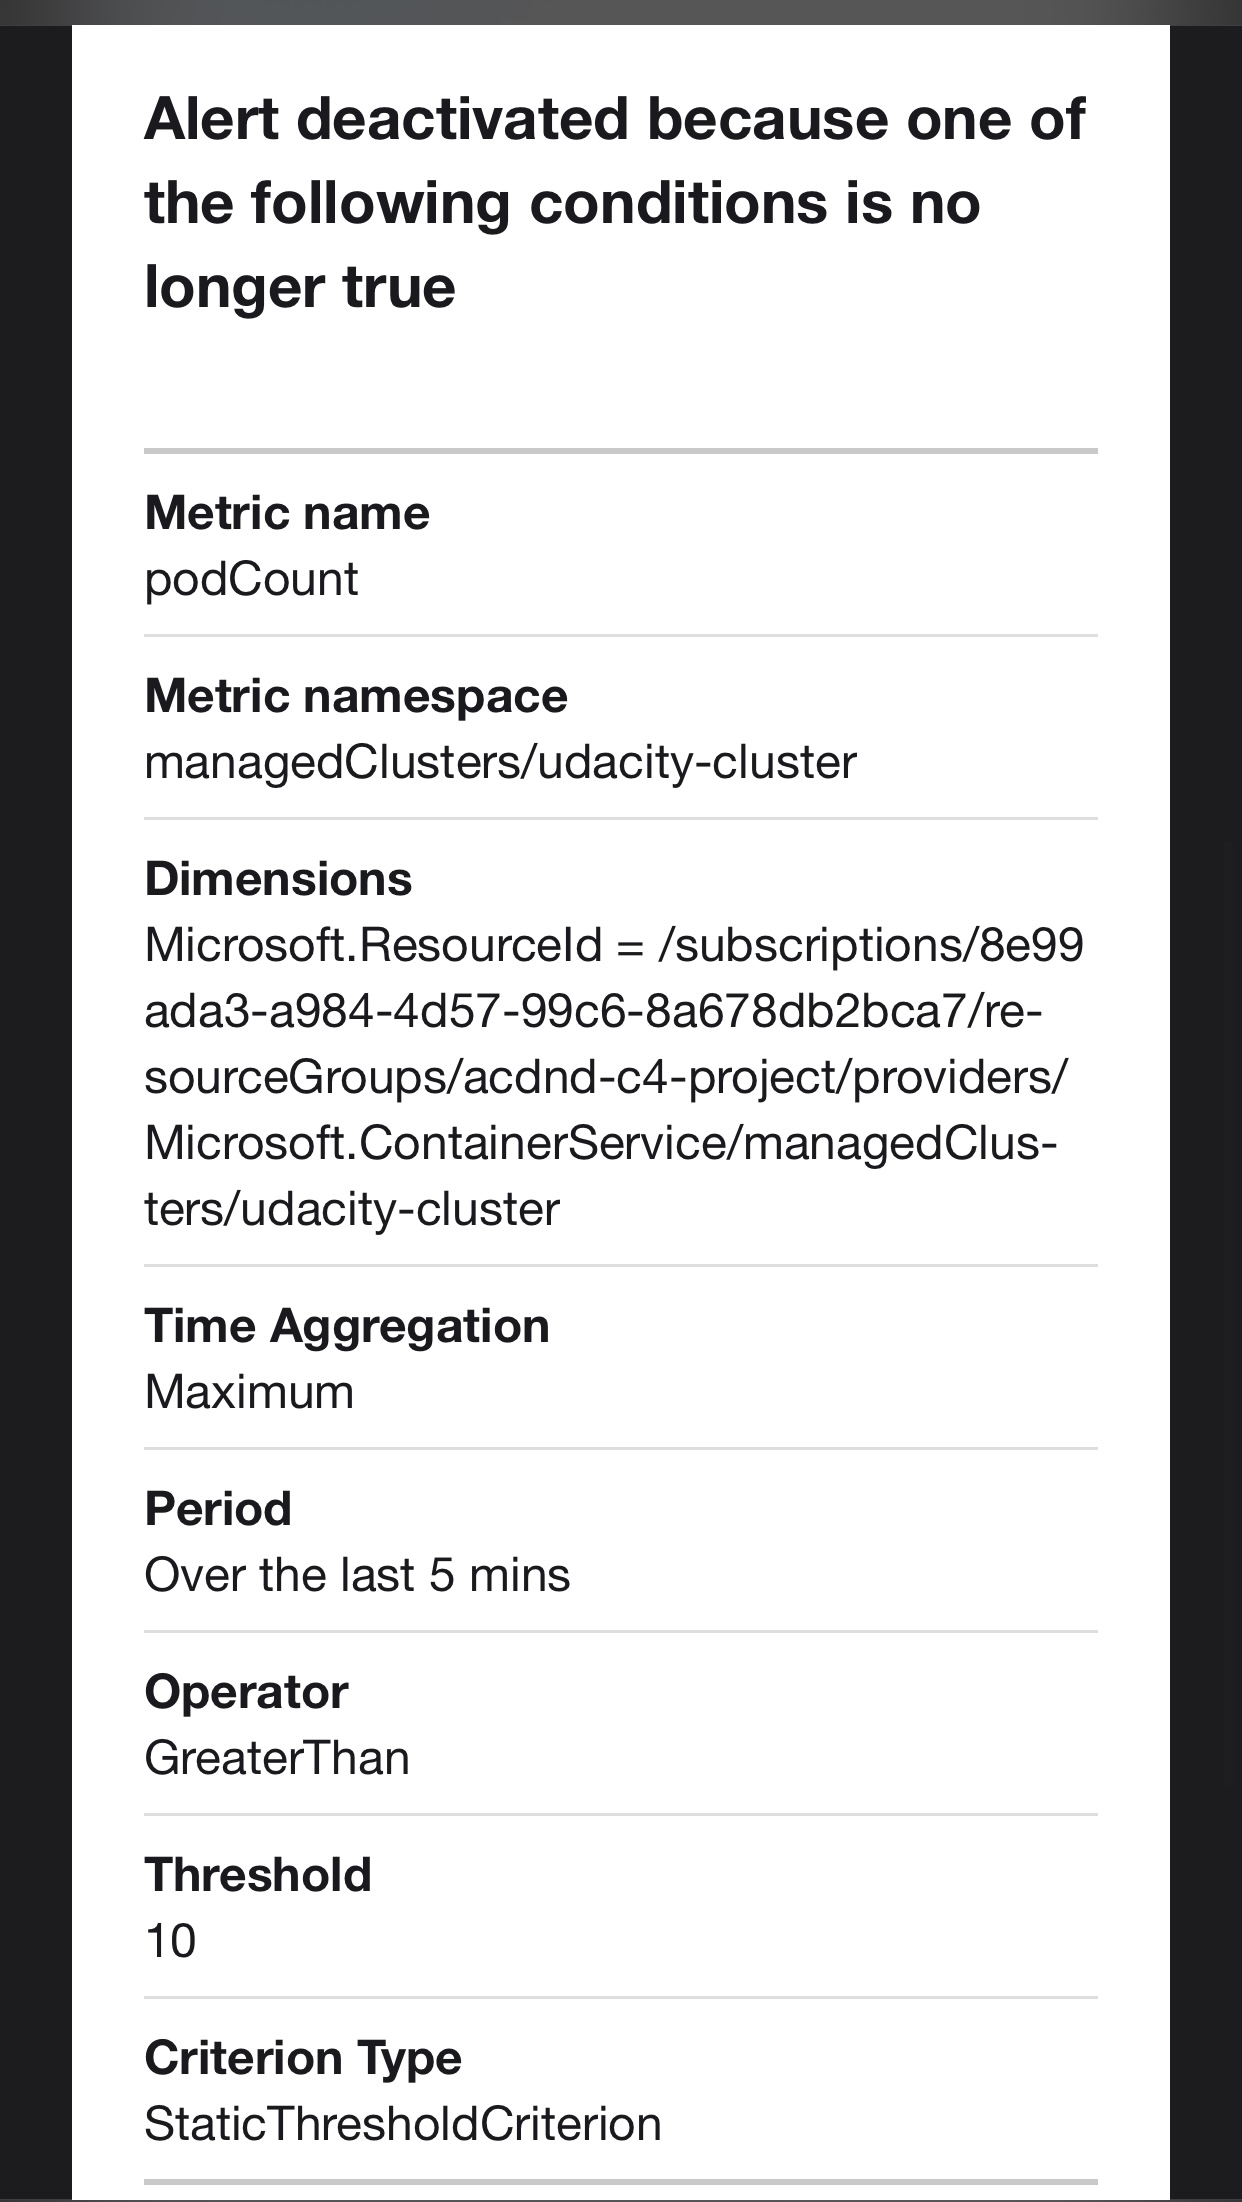 Alert deactivated because one of
the following conditions is no
longer true
Metric name
podCount
Metric namespace
managedClusters/udacity-cluster
Dimensions
Microsoft.ResourceId = /subscriptions/8e99
ada3-a984-4d57-99c6-8a678db2bca7/re-
sourceGroups/acdnd-c4-project/providers/
Microsoft.ContainerService/managedClus-
ters/udacity-cluster
Time Aggregation
Maximum
Period
Over the last 5 mins
Operator
GreaterThan
Threshold
10
Criterion Type
StaticThresholdCriterion